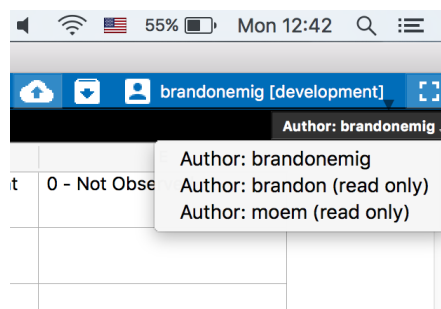 55% Mon 12:42
brandonemig [development]
Author: brandonemig
Author: brandonemig
Author: brandon (read only)
Author: moem (read only)
0 - Not Obse